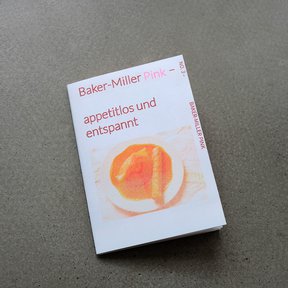 Baker-Miller Pink –
appetitlos und
entspannt
NO. 3 –
BAKER-MILLER PINK